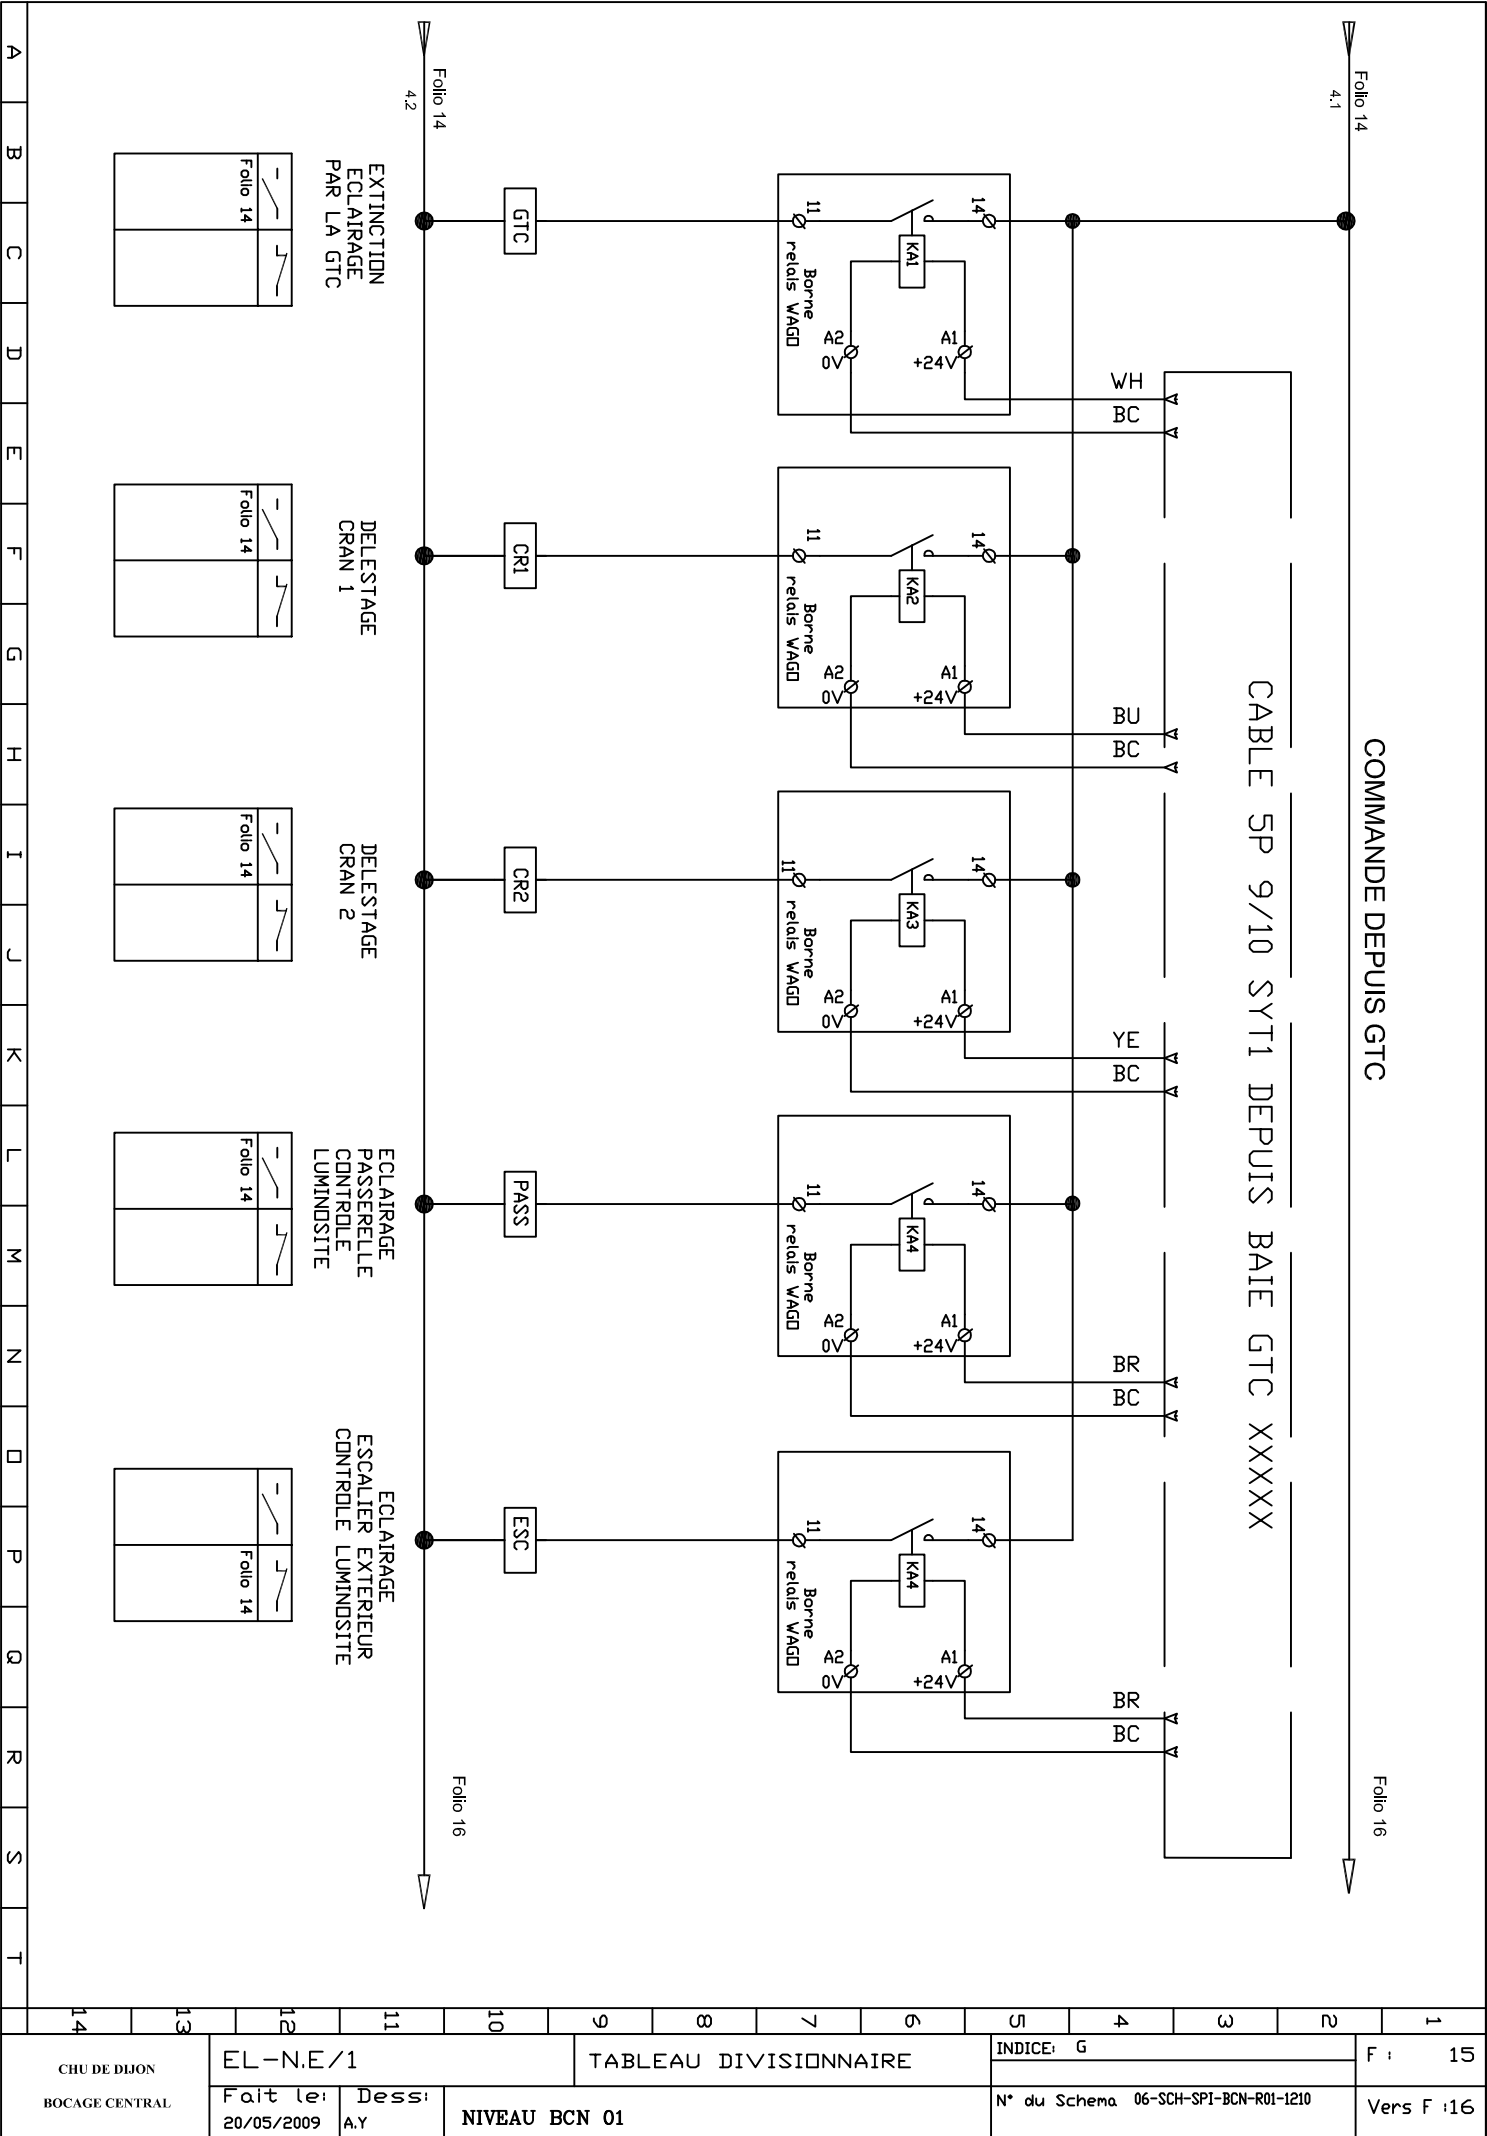 COMMANDE DEPUIS GTC
Folio 14
4.1
Folio 16
CABLE 5P 9/10 SYT1 DEPUIS BAIE GTC XXXXX
WH
BC
BU
BC
YE
BC
BR
BC
BR
BC
14
11
KA1
A1
+24V
A2
0V
Borne
relais WAGO
14
11
KA2
A1
+24V
A2
0V
Borne
relais WAGO
14
11
KA3
A1
+24V
A2
0V
Borne
relais WAGO
14
11
KA4
A1
+24V
A2
0V
Borne
relais WAGO
14
11
KA4
A1
+24V
A2
0V
Borne
relais WAGO
GTC
CR1
CR2
PASS
ESC
Folio 14
4.2
Folio 16
EXTINCTION
ECLAIRAGE
PAR LA GTC
DELESTAGE
CRAN 1
DELESTAGE
CRAN 2
ECLAIRAGE
PASSERELLE
CONTROLE
LUMINOSITE
ECLAIRAGE
ESCALIER EXTERIEUR
CONTROLE LUMINOSITE
Folio 14
Folio 14
Folio 14
Folio 14
Folio 14
A B C D E F G H I J K L M N O P Q R S T
1 2 3 4 5 6 7 8 9 10 11 12 13 14
CHU DE DIJON
BOCAGE CENTRAL
EL-N.E/1
Fait le:
20/05/2009
Dess:
A.Y
TABLEAU DIVISIONNAIRE
NIVEAU BCN 01
INDICE: G
N° du Schema 06-SCH-SPI-BCN-R01-1210
F : 15
Vers F :16